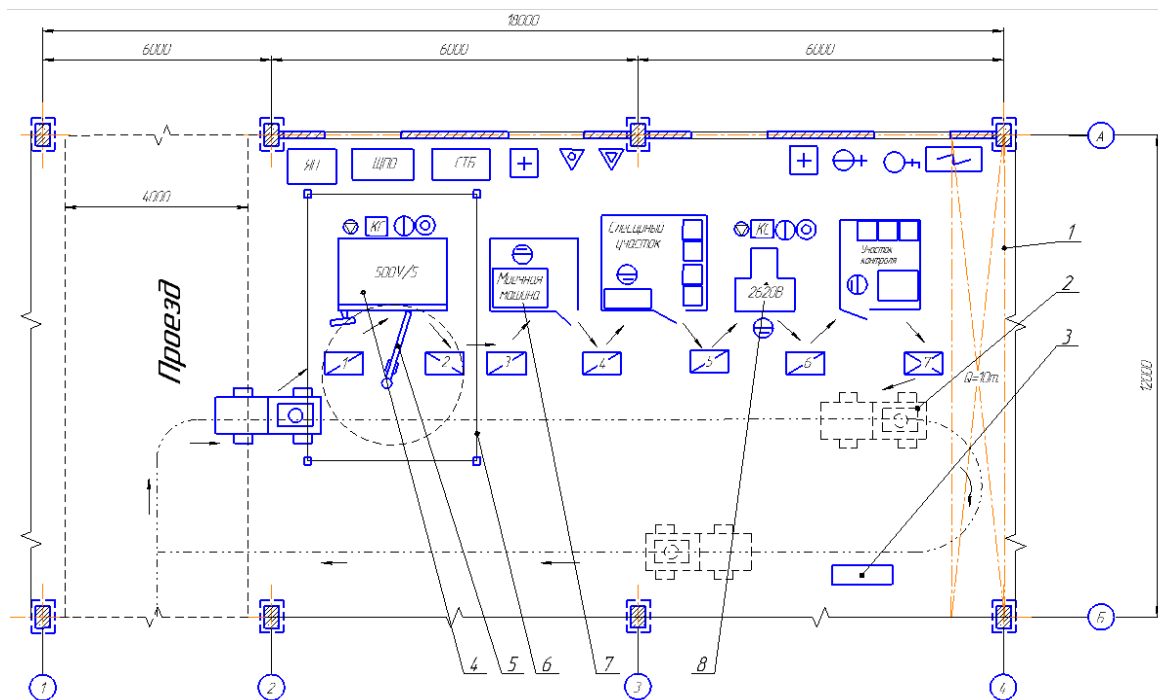 18000
6000
6000
6000
А
ЯП
ЩПО
ГТБ
4000
1
КГ
Слесарный
участок
КС
Участок
контроля
500V/5
Моечная
машина
2620В
2
3
Проезд
1
2
3
4
5
6
7
Q=10т.
12000
Б
4
5
6
7
8
1
2
3
4